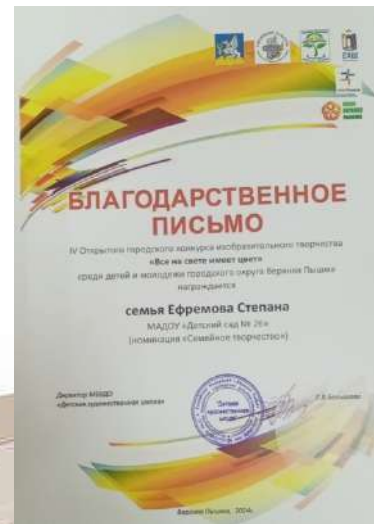 БЛАГОДАРСТВЕННОЕ
ПИСЬМО
IV Открытого городского конкурса изобразительного творчества
«Все на свете имеет цвет»
среди детей и молодежи городского округа Верхняя Пышма
награждается
семья Ефремова Степана
МАДОУ «Детский сад № 26»
(номинация «Семейное творчество»)
Директор
«Детская художественная школа»
Верхняя Пышма, 2024г.